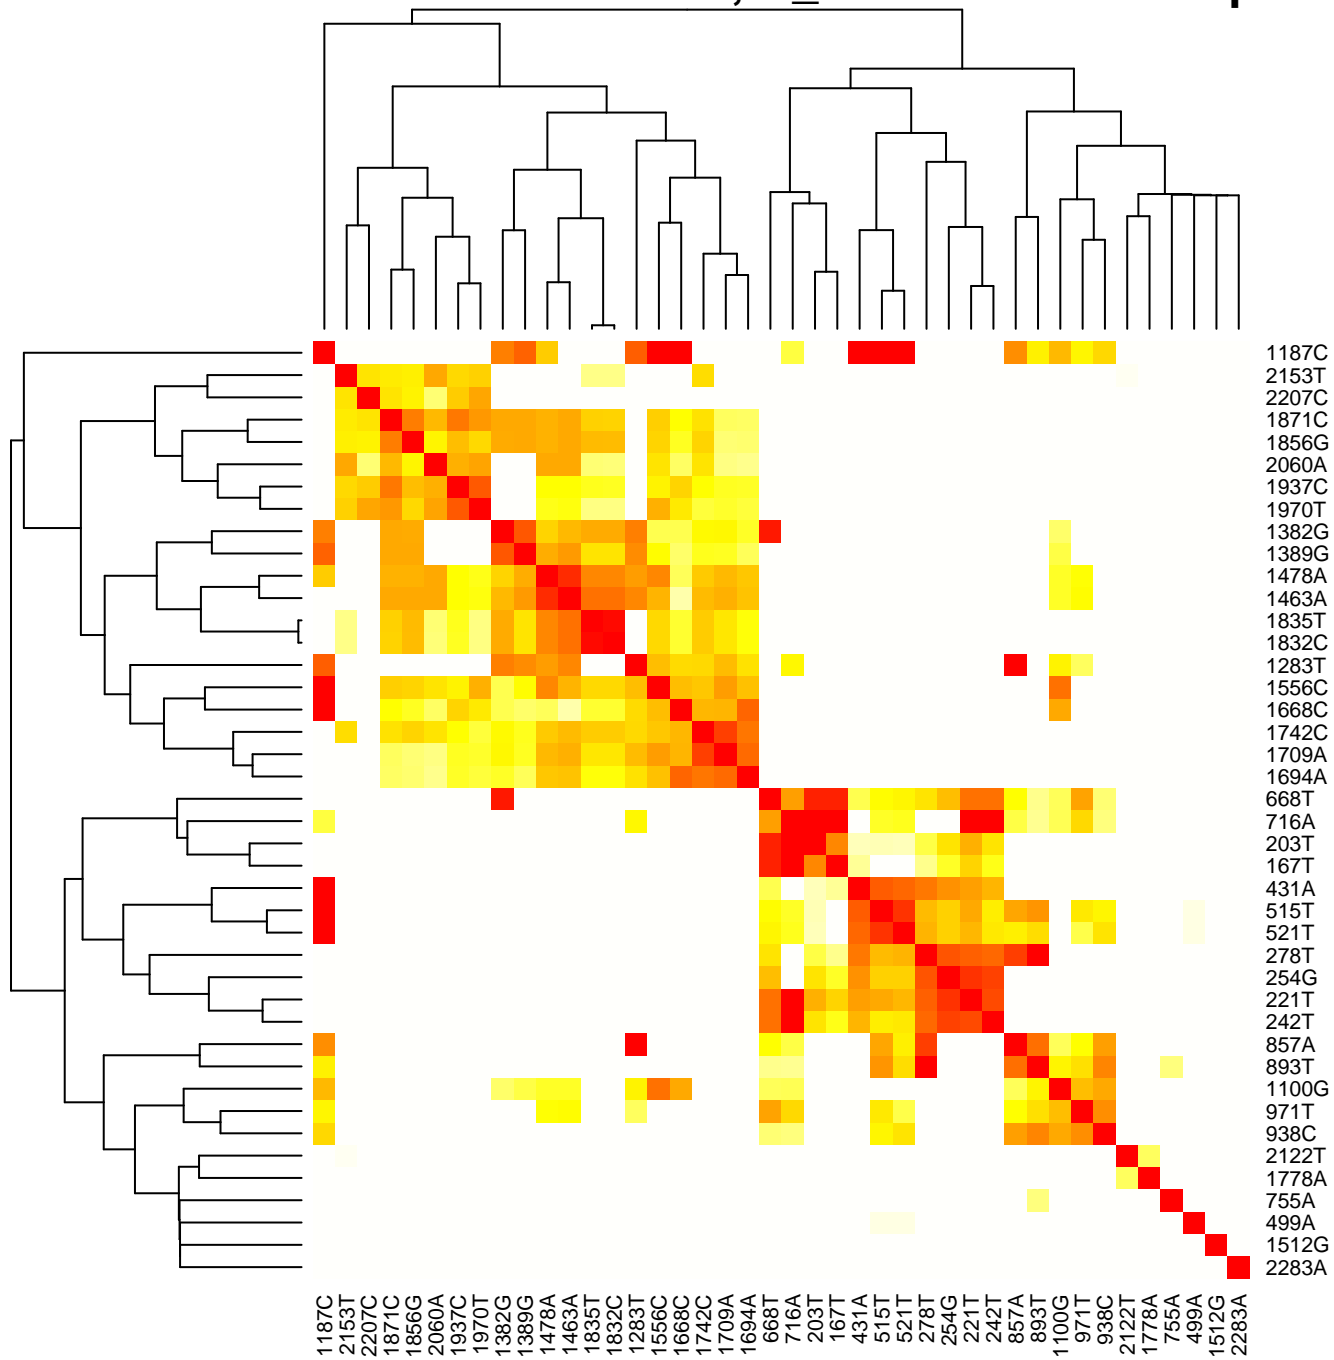 1187C
2153T
2207C
1871C
1856G
2060A
1937C
1970T
1382G
1389G
1478A
1463A
1835T
1832C
1283T
1556C
1668C
1742C
1709A
1694A
668T
716A
203T
167T
431A
515T
521T
278T
254G
221T
242T
857A
893T
1100G
971T
938C
2122T
1778A
755A
499A
1512G
2283A
1187C
2153T
2207C
1871C
1856G
2060A
1937C
1970T
1382G
1389G
1478A
1463A
1835T
1832C
1283T
1556C
1668C
1742C
1709A
1694A
668T
716A
203T
167T
431A
515T
521T
278T
254G
221T
242T
857A
893T
1100G
971T
938C
2122T
1778A
755A
499A
1512G
2283A